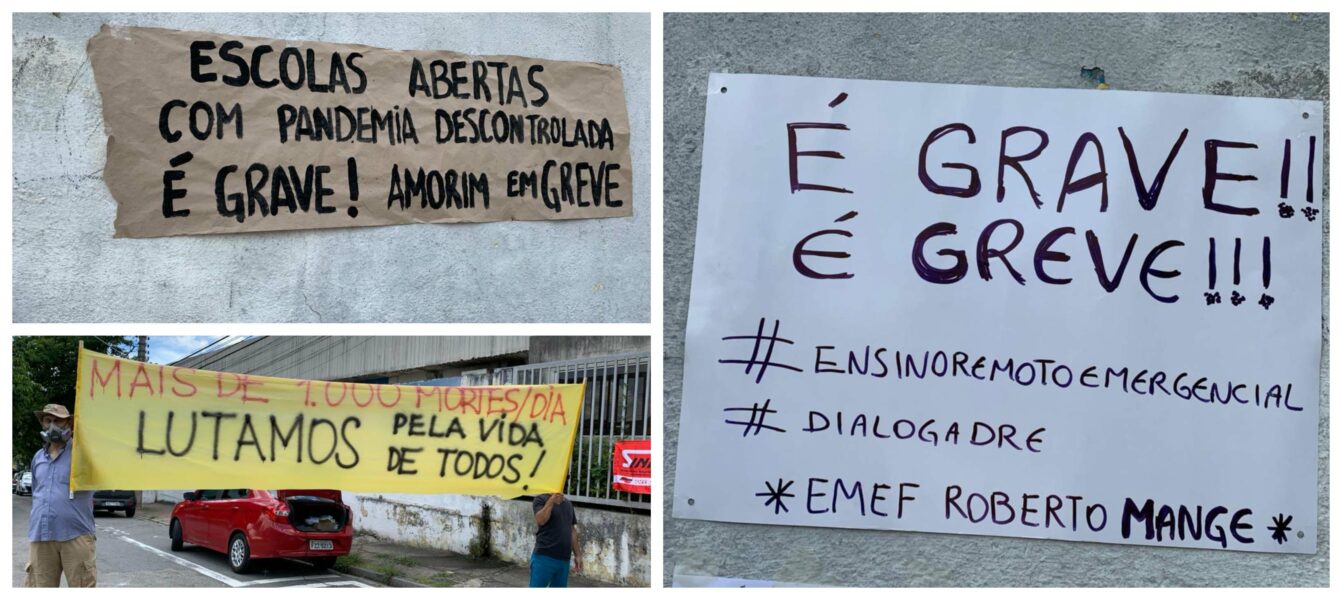 ESCOLAS ABERTAS
COM PANDEMIA DESCONTROLADA
É GRAVE! AMORIM EM GREVE
MAIS DE 1.000 MORTES/DIA
LUTAMOS PELA VIDA
DE TODOS!
É GRAVE!!
É GREVE!!!
#ENSINOREMOTOEMERGENCIAL
#DIALOGADRE
*EMEF ROBERTO MANGE*